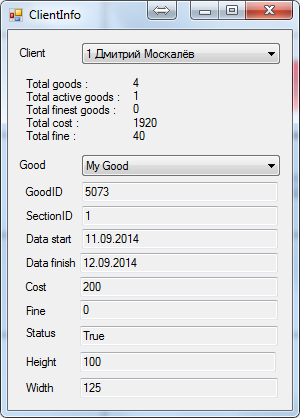 ClientInfo
Client 1 Дмитрий Москалёв
Total goods : 4
Total active goods : 1
Total finest goods : 0
Total cost : 1920
Total fine : 40
Good My Good
GoodID 5073
SectionID 1
Data start 11.09.2014
Data finish 12.09.2014
Cost 200
Fine 0
Status True
Height 100
Width 125